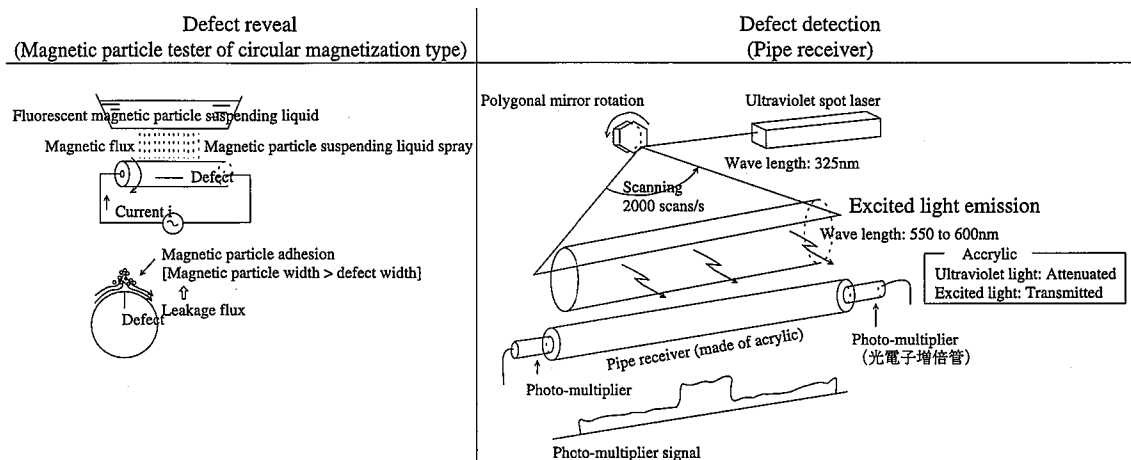 Defect reveal
(Magnetic particle tester of circular magnetization type)
Fluorescent magnetic particle suspending liquid
Magnetic flux
Magnetic particle suspending liquid spray
Defect
Current i
Magnetic particle adhesion
[Magnetic particle width > defect width]
Leakage flux
Defect
Defect detection
(Pipe receiver)
Polygonal mirror rotation
Ultraviolet spot laser
Wave length: 325nm
Scanning
2000 scans/s
Excited light emission
Wave length: 550 to 600nm
Accrylic
Ultraviolet light: Attenuated
Excited light: Transmitted
Pipe receiver (made of acrylic)
Photo-multiplier
(光電子増倍管)
Photo-multiplier
Photo-multiplier signal